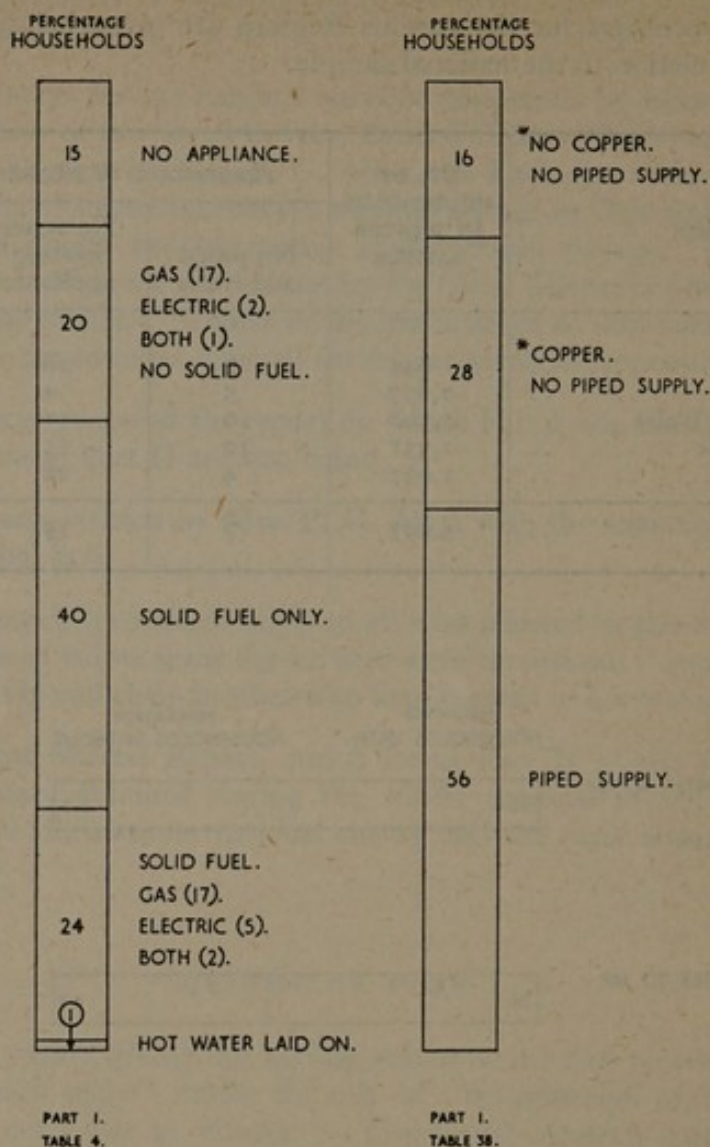 PERCENTAGE
HOUSEHOLDS
15 NO APPLIANCE.
20
GAS (17).
ELECTRIC (2).
BOTH (1).
NO SOLID FUEL.
40 SOLID FUEL ONLY.
24
SOLID FUEL.
GAS (17).
ELECTRIC (5).
BOTH (2).
1 HOT WATER LAID ON.
PART 1.
TABLE 4.
PERCENTAGE
HOUSEHOLDS
16
*NO COPPER.
NO PIPED SUPPLY.
28
*COPPER.
NO PIPED SUPPLY.
56 PIPED SUPPLY.
PART 1.
TABLE 38.